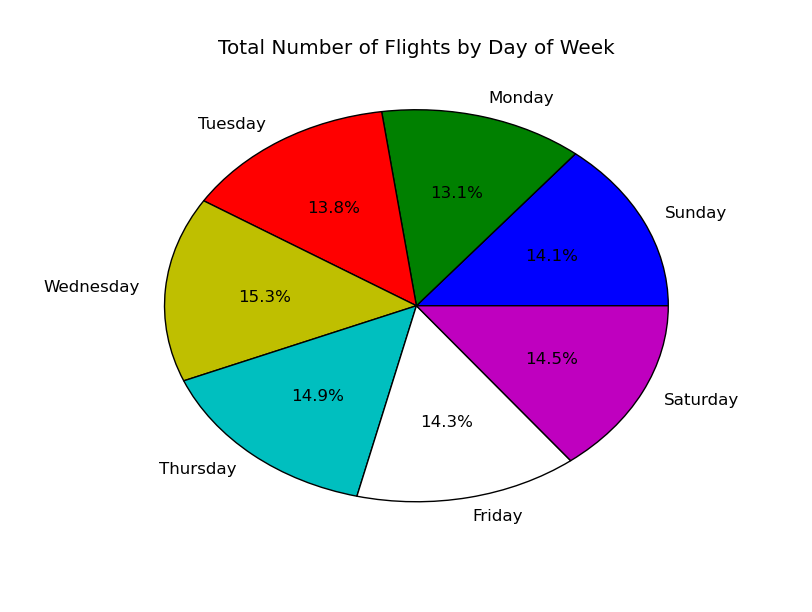 Total Number of Flights by Day of Week
Monday
Tuesday
13.1%
13.8%
Sunday
14.1%
Wednesday
15.3%
14.5%
14.9%
Saturday
14.3%
Thursday
Friday